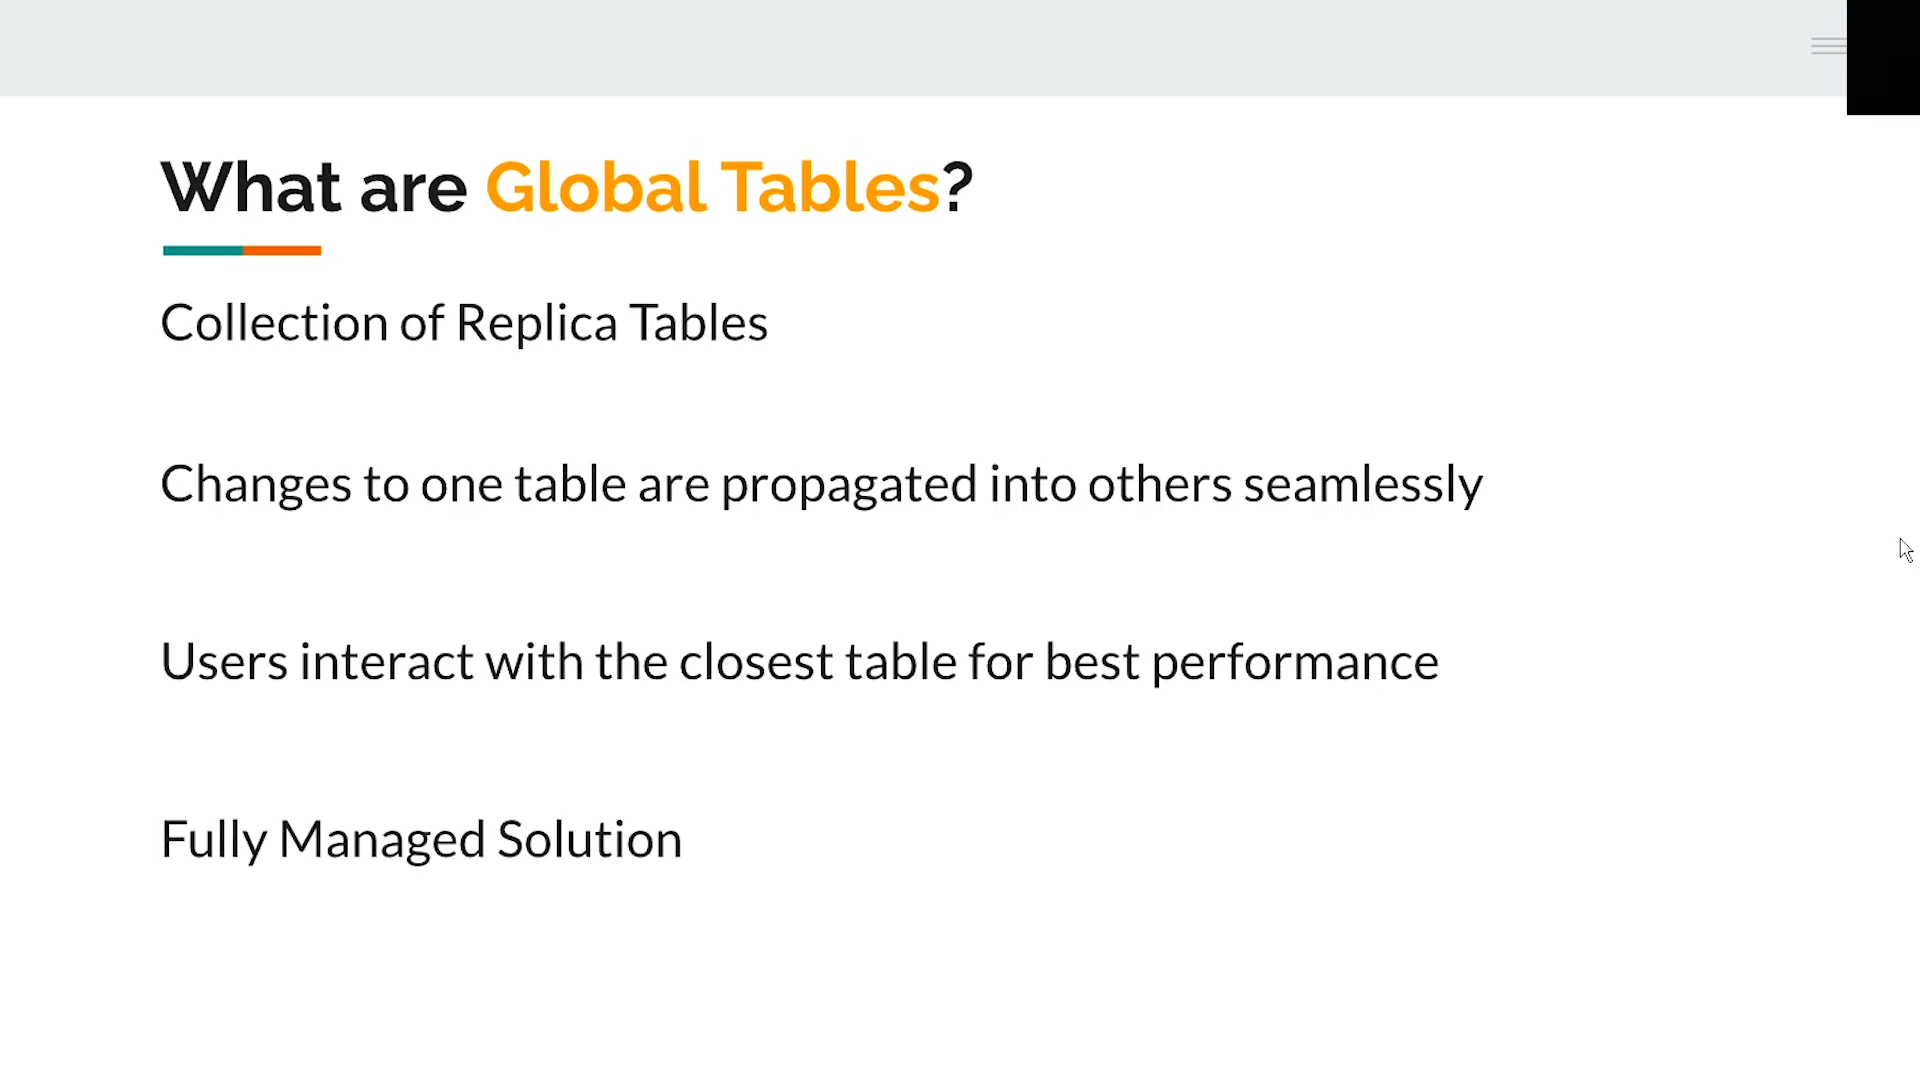 What are Global Tables?
Collection of Replica Tables
Changes to one table are propagated into others seamlessly
Users interact with the closest table for best performance
Fully Managed Solution